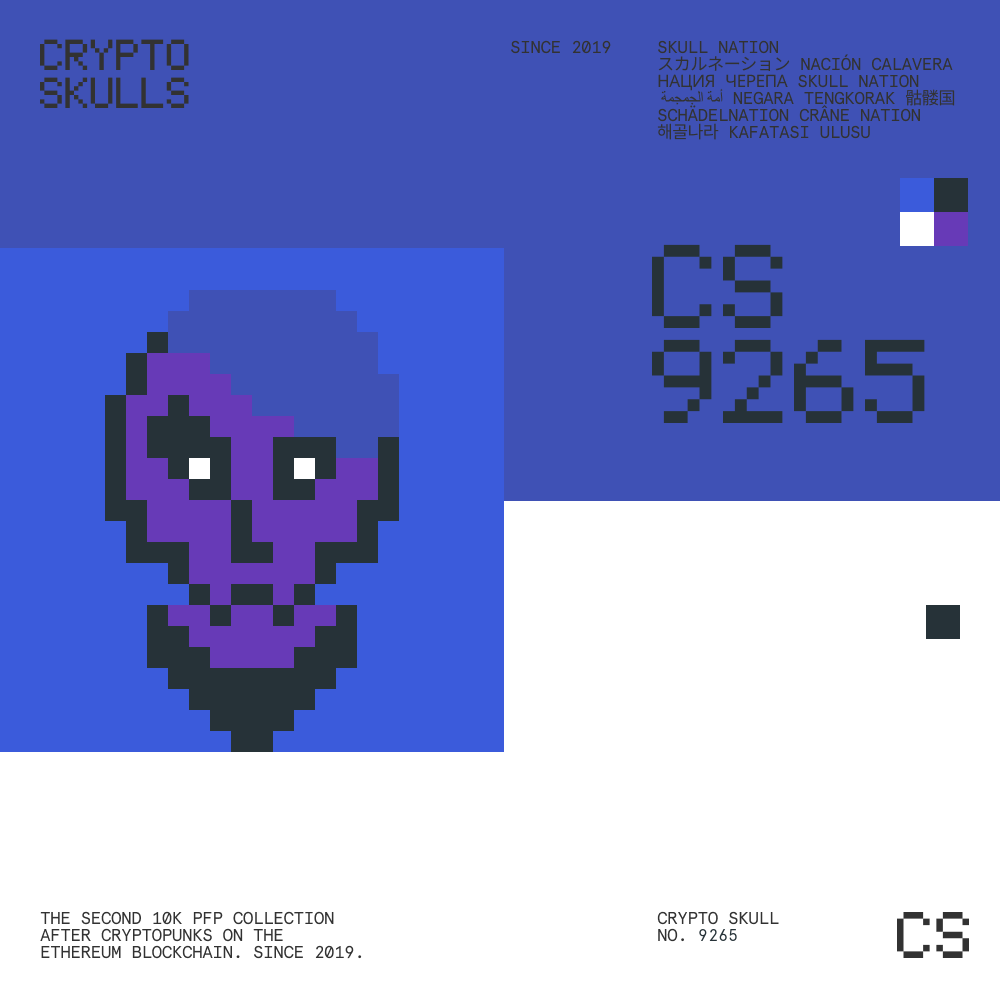 CRYPTO
SKULLS
SINCE 2019
SKULL NATION
スカルネーション NACIÓN CALAVERA
НАЦИЯ ЧЕРЕПА SKULL NATION
أمة الجمجمة NEGARA TENGKORAK 骷髅国
SCHÄDELNATION CRÂNE NATION
해골나라 KAFATASI ULUSU
CS
9265
THE SECOND 10K PFP COLLECTION
AFTER CRYPTOPUNKS ON THE
ETHEREUM BLOCKCHAIN. SINCE 2019.
CRYPTO SKULL
NO. 9265
CS